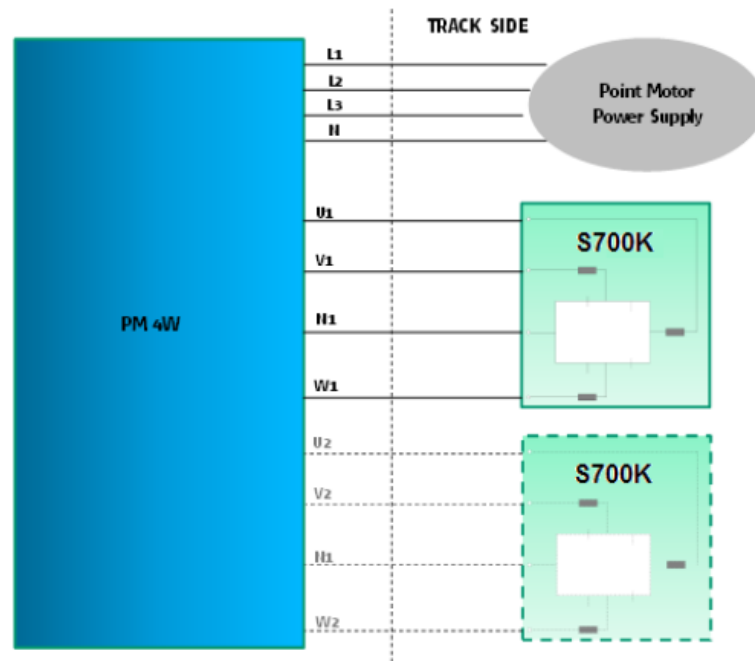 TRACK SIDE
L1
L2
L3
N
Point Motor
Power Supply
U1
V1
N1
W1
PM 4W
S700K
U2
V2
N1
W2
S700K